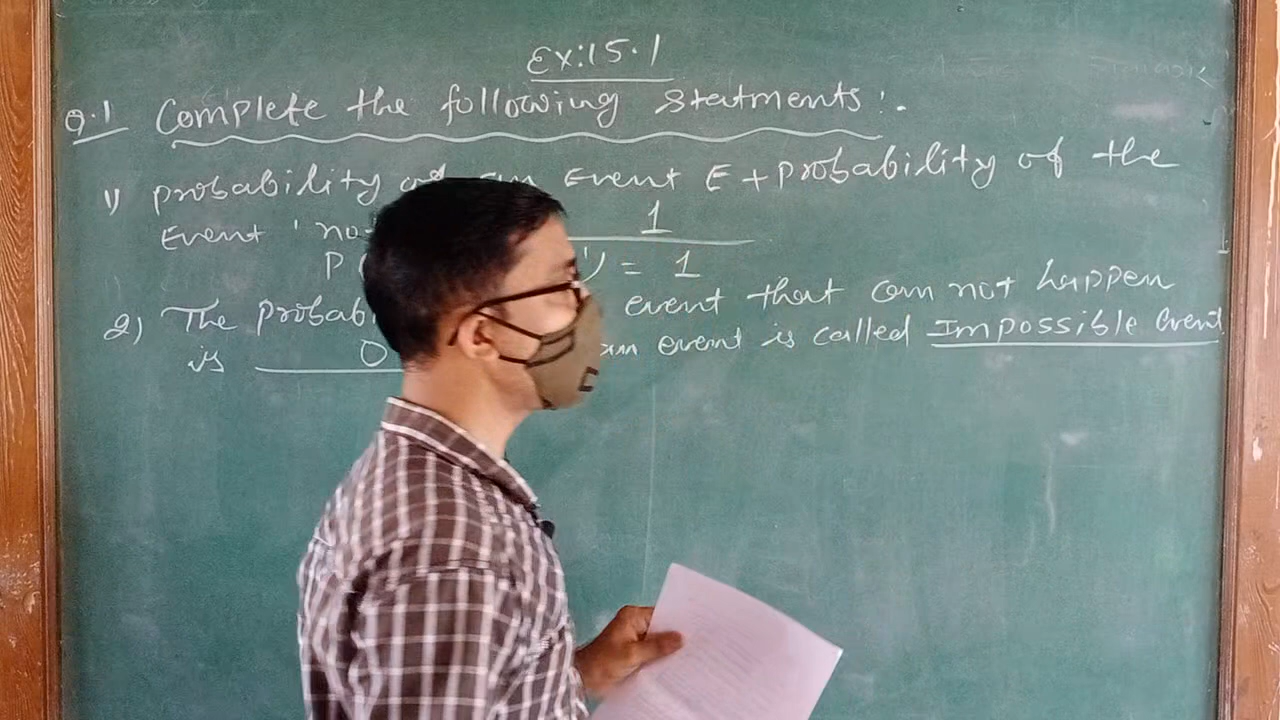 Ex:15.1
Q.1 Complete the following statments:-
1) probability of an Event E + probability of the
Event 'no 1
P ( ) = 1
2) The probabi event that can not happen
is 0 an event is called Impossible Event